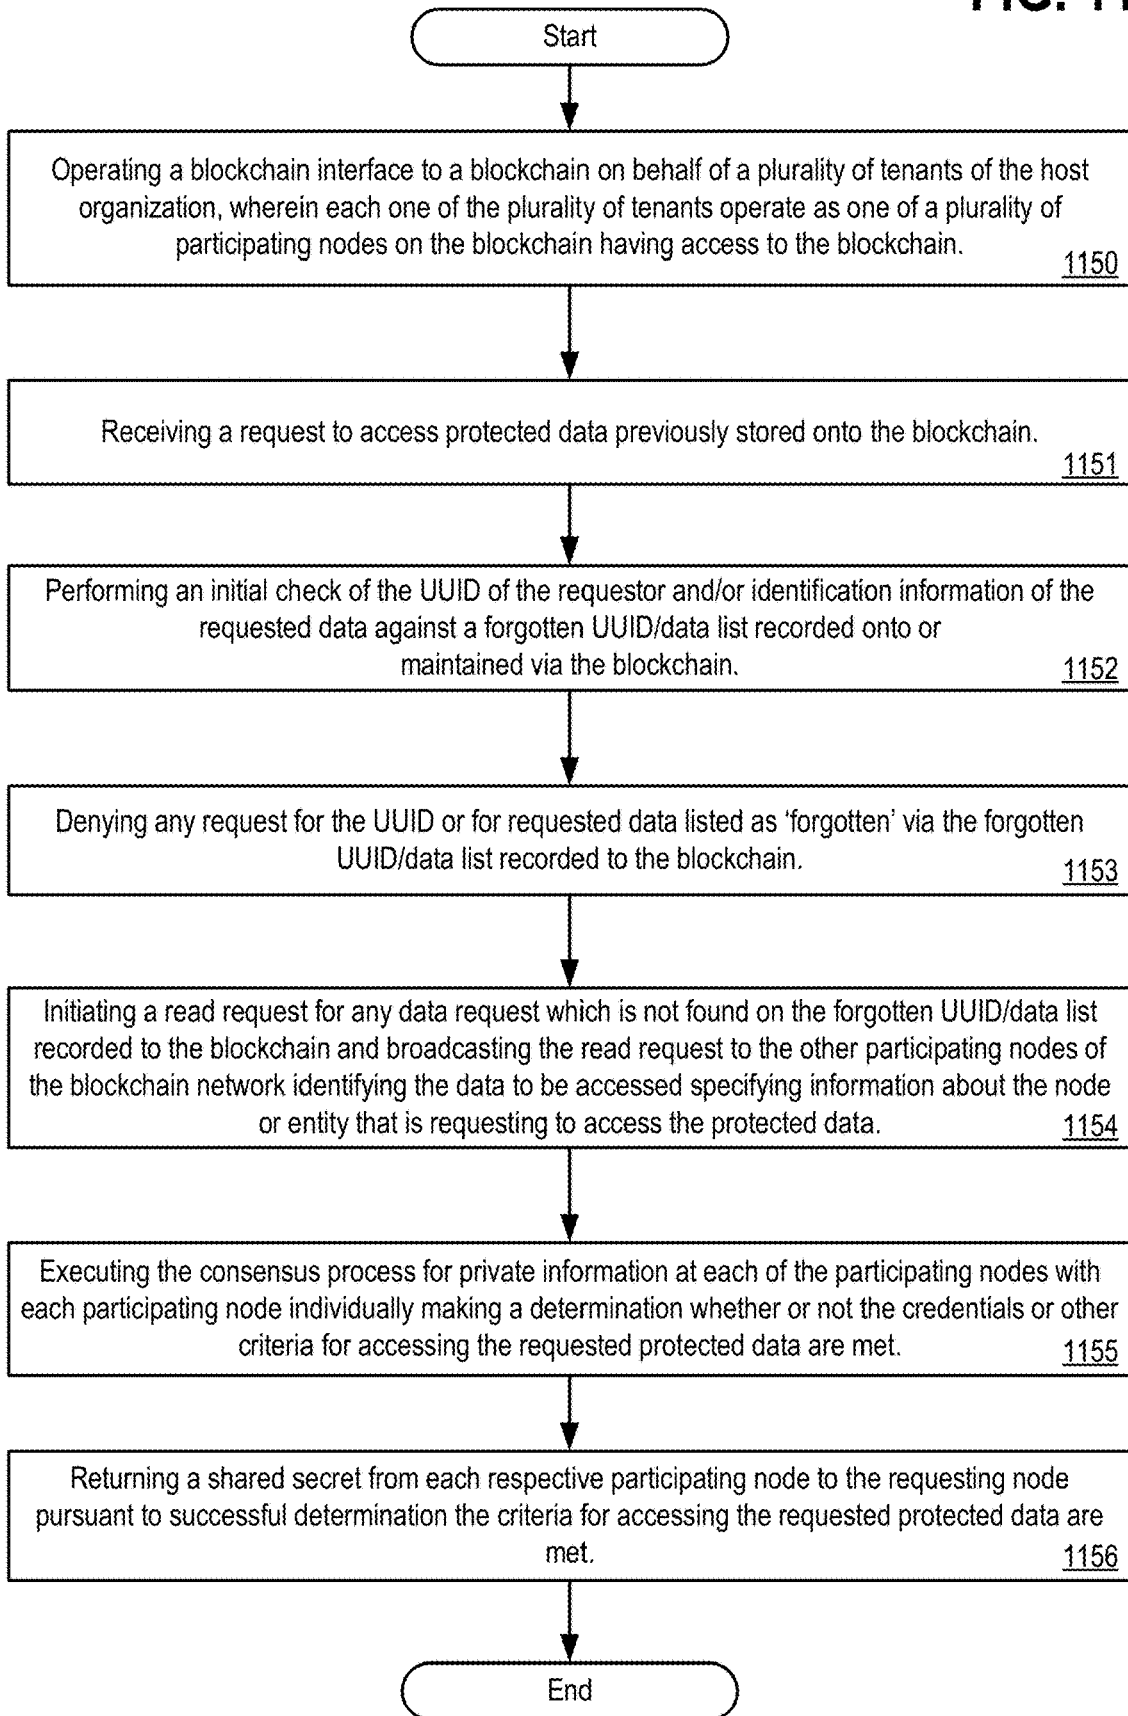 Start
Operating a blockchain interface to a blockchain on behalf of a plurality of tenants of the host
organization, wherein each one of the plurality of tenants operate as one of a plurality of
participating nodes on the blockchain having access to the blockchain.
1150
Receiving a request to access protected data previously stored onto the blockchain.
1151
Performing an initial check of the UUID of the requestor and/or identification information of the
requested data against a forgotten UUID/data list recorded onto or
maintained via the blockchain.
1152
Denying any request for the UUID or for requested data listed as ‘forgotten’ via the forgotten
UUID/data list recorded to the blockchain.
1153
Initiating a read request for any data request which is not found on the forgotten UUID/data list
recorded to the blockchain and broadcasting the read request to the other participating nodes of
the blockchain network identifying the data to be accessed specifying information about the node
or entity that is requesting to access the protected data.
1154
Executing the consensus process for private information at each of the participating nodes with
each participating node individually making a determination whether or not the credentials or other
criteria for accessing the requested protected data are met.
1155
Returning a shared secret from each respective participating node to the requesting node
pursuant to successful determination the criteria for accessing the requested protected data are
met.
1156
End